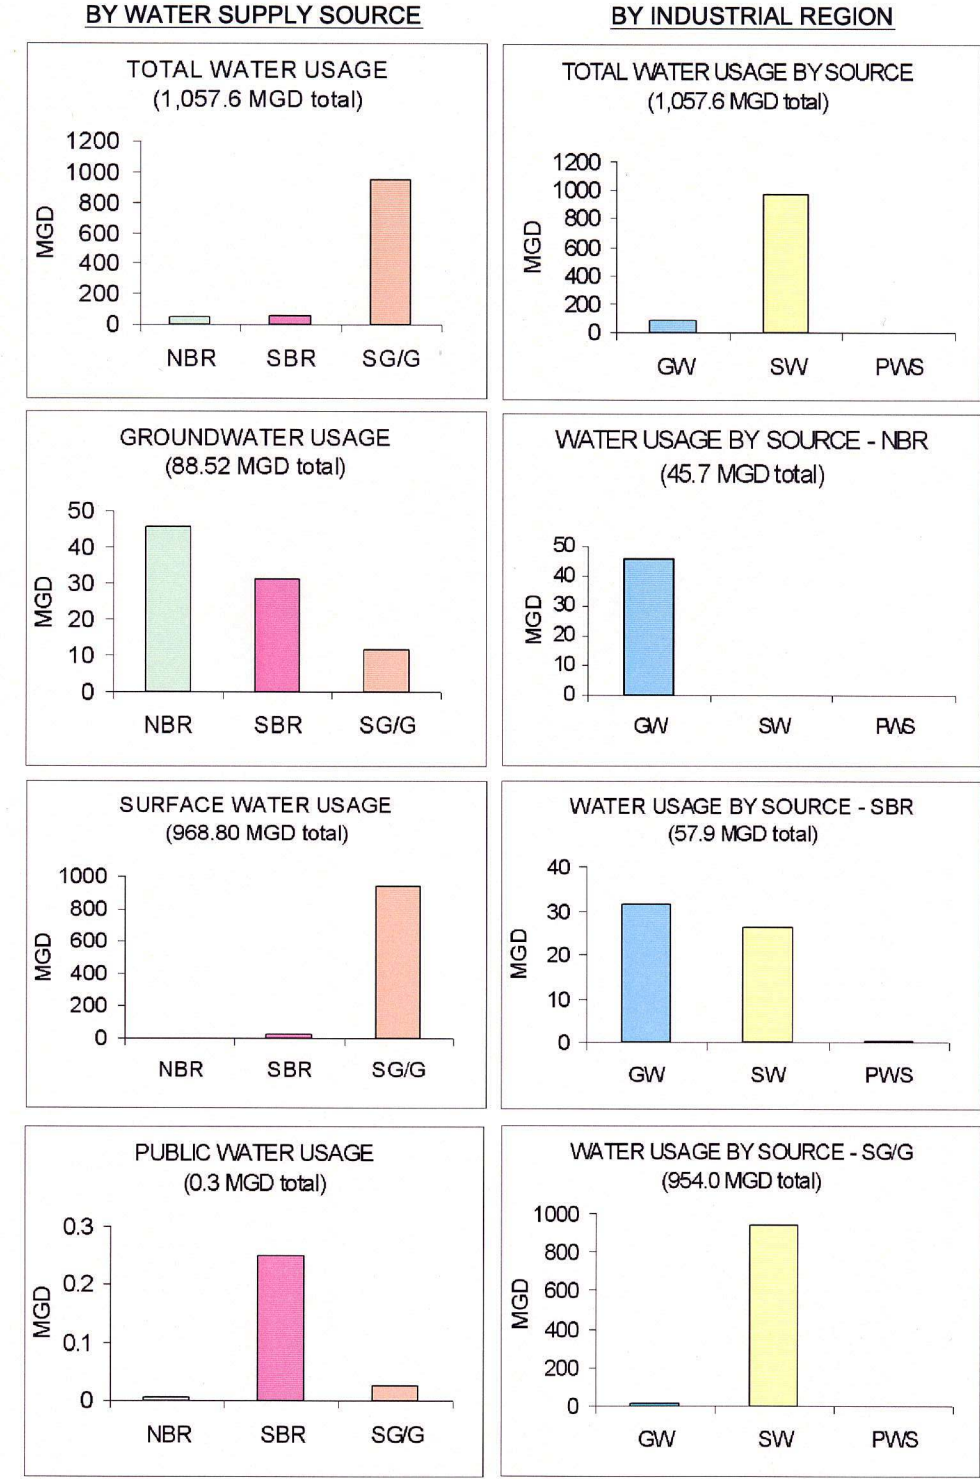 BY WATER SUPPLY SOURCE
TOTAL WATER USAGE
(1,057.6 MGD total)
1200
1000
800
600
400
200
0
MGD
NBR SBR SG/G
GROUNDWATER USAGE
(88.52 MGD total)
50
40
30
20
10
0
MGD
NBR SBR SG/G
SURFACE WATER USAGE
(968.80 MGD total)
1000
800
600
400
200
0
MGD
NBR SBR SG/G
PUBLIC WATER USAGE
(0.3 MGD total)
0.3
0.2
0.1
0
MGD
NBR SBR SG/G
BY INDUSTRIAL REGION
TOTAL WATER USAGE BY SOURCE
(1,057.6 MGD total)
1200
1000
800
600
400
200
0
MGD
GW SW PWS
WATER USAGE BY SOURCE - NBR
(45.7 MGD total)
50
40
30
20
10
0
MGD
GW SW PWS
WATER USAGE BY SOURCE - SBR
(57.9 MGD total)
40
30
20
10
0
MGD
GW SW PWS
WATER USAGE BY SOURCE - SG/G
(954.0 MGD total)
1000
800
600
400
200
0
MGD
GW SW PWS